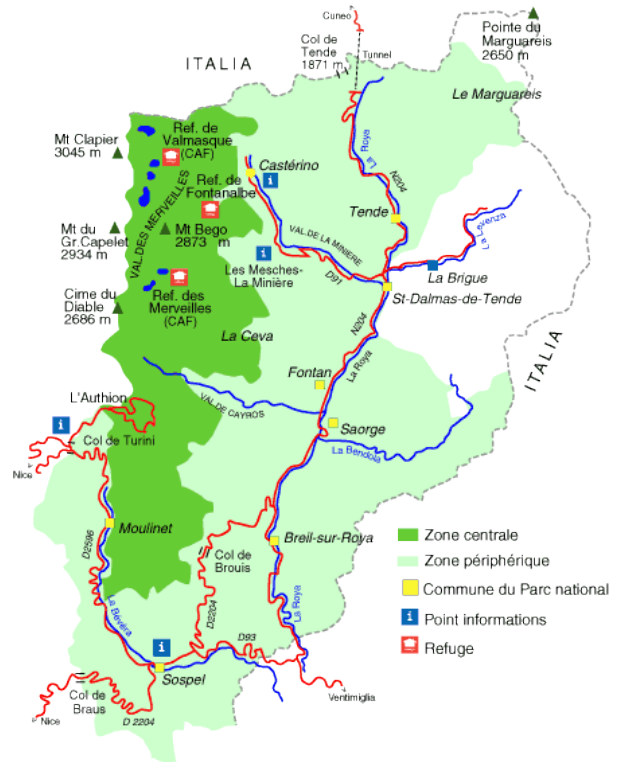 Cuneo
Pointe du
Marguareis
2650 m
Col de
Tende
1871 m
Tunnel
ITALIA
Le Marguareis
Mt Clapier
3045 m
Ref. de
Valmasque
(CAF)
La Roya
N204
Castérino
i
Ref. de
Fontanalbe
VAL DES MERVEILLES
Tende
La Levenza
Mt du
Gr.Capelet
2934 m
Mt Bego
2873 m
VAL DE LA MINIERE
i
Les Mesches-
La Minière
D91
La Brigue
St-Dalmas-de-Tende
Cime du
Diable
2686 m
Ref. des
Merveilles
(CAF)
La Ceva
N204
La Roya
ITALIA
Fontan
VAL DE CAYROS
L'Authion
i
Col de Turini
Saorge
La Bendola
Nice
Moulinet
D2596
Breil-sur-Roya
Col de
Brouis
La Bévéra
D2204
La Roya
i
D93
Sospel
Col de
Braus
Nice
D 2204
Ventimiglia
Zone centrale
Zone périphérique
Commune du Parc national
i Point informations
Refuge